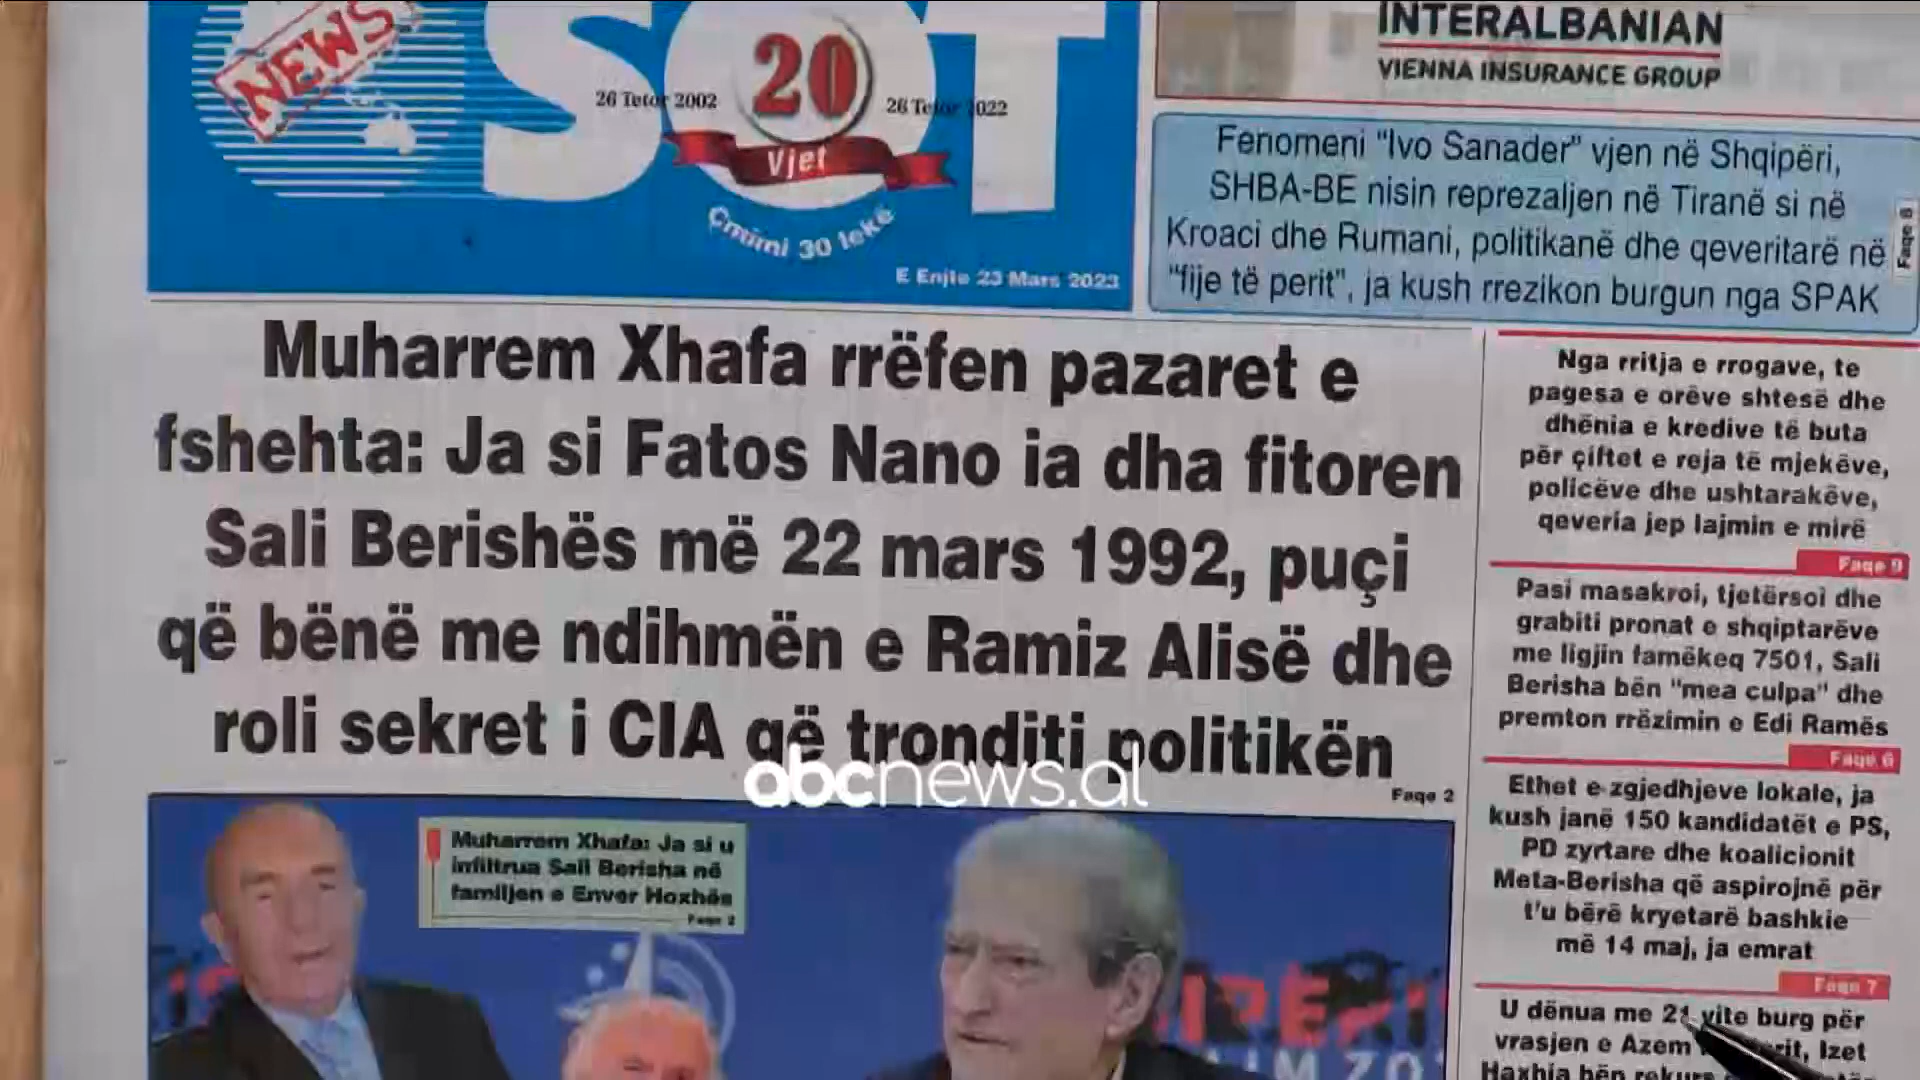 NEWS
SOT
26 Tetor 2002
20
26 Tetor 2022
Vjet
Çmimi 30 lekë
E Enjte 23 Mars 2023
INTERALBANIAN
VIENNA INSURANCE GROUP
Fenomeni "Ivo Sanader" vjen në Shqipëri,
SHBA-BE nisin reprezaljen në Tiranë si në
Kroaci dhe Rumani, politikanë dhe qeveritarë në
"fije të perit", ja kush rrezikon burgun nga SPAK
Faqe 8
Muharrem Xhafa rrëfen pazaret e
fshehta: Ja si Fatos Nano ia dha fitoren
Sali Berishës më 22 mars 1992, puçi
që bënë me ndihmën e Ramiz Alisë dhe
roli sekret i CIA që tronditi politikën
Faqe 2
abcnews.al
Muharrem Xhafa: Ja si u
infiltrua Sali Berisha në
familjen e Enver Hoxhës
Faqe 2
Nga rritja e rrogave, te
pagesa e orëve shtesë dhe
dhënia e kredive të buta
për çiftet e reja të mjekëve,
policëve dhe ushtarakëve,
qeveria jep lajmin e mirë
Faqe 9
Pasi masakroi, tjetërsoi dhe
grabiti pronat e shqiptarëve
me ligjin famëkeq 7501, Sali
Berisha bën "mea culpa" dhe
premton rrëzimin e Edi Ramës
Faqe 6
Ethet e zgjedhjeve lokale, ja
kush janë 150 kandidatët e PS,
PD zyrtare dhe koalicionit
Meta-Berisha që aspirojnë për
t'u bërë kryetarë bashkie
më 14 maj, ja emrat
Faqe 7
U dënua me 21 vite burg për
vrasjen e Azem Izet
Haxhia bën